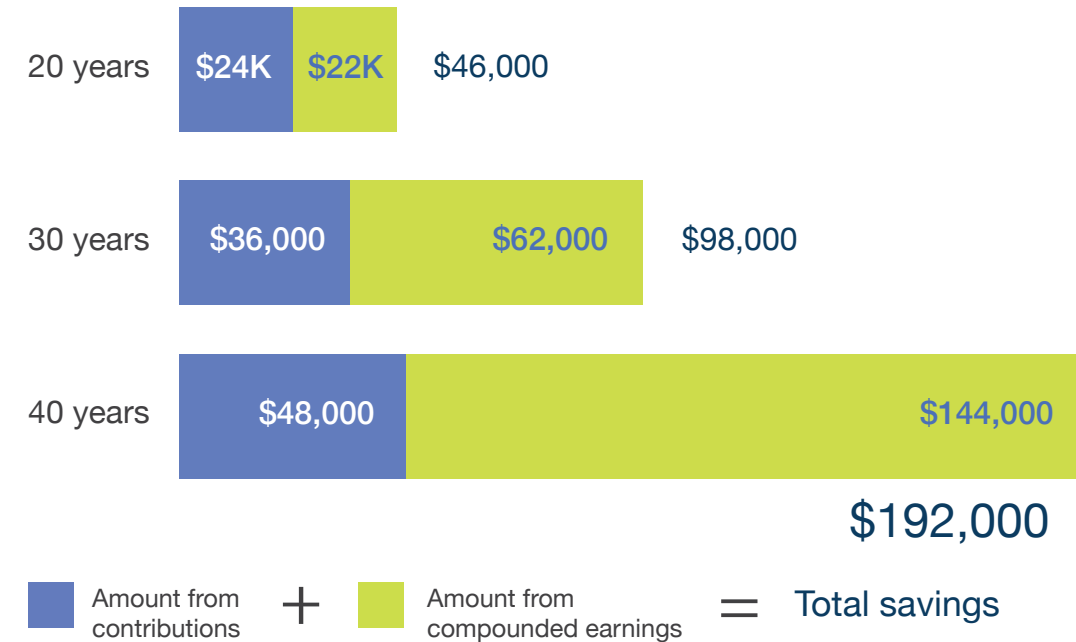 20 years $24K $22K $46,000
30 years $36,000 $62,000 $98,000
40 years $48,000 $144,000
$192,000
Amount from
contributions
+
Amount from
compounded earnings
=
Total savings